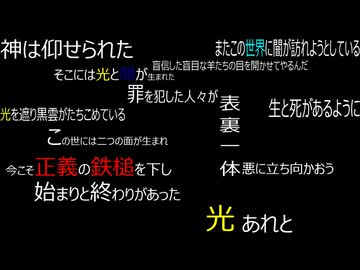 神は仰せられた
またこの世界に闇が訪れようとしている
盲信した盲目な羊たちの目を開かせてやるんだ
そこには光と闇が生まれた
罪を犯した人々が
光を遮り黒雲がたちこめている
表裏一体
生と死があるように
この世には二つの面が生まれ
今こそ正義の鉄槌を下し
悪に立ち向かおう
始まりと終わりがあった
光あれと